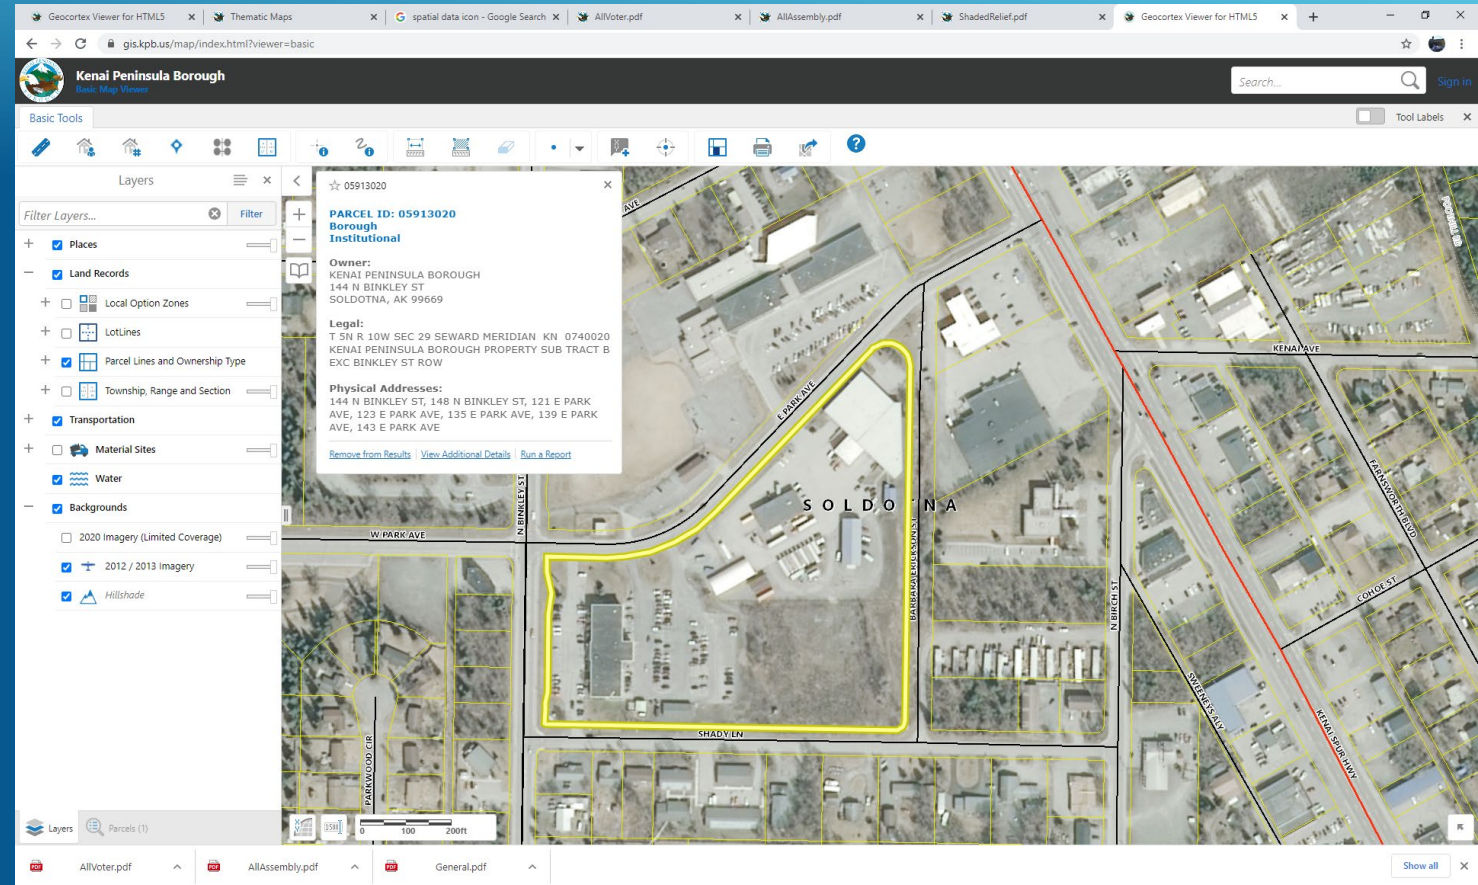 Geocortex Viewer for HTML5
Thematic Maps
spatial data icon - Google Search
AllVoter.pdf
AllAssembly.pdf
ShadedRelief.pdf
Geocortex Viewer for HTML5
gis.kpb.us/map/index.html?viewer=basic
Kenai Peninsula Borough
Basic Map Viewer
Search...
Sign in
Basic Tools
Tool Labels
Layers
Filter Layers...
Filter
Places
Land Records
Local Option Zones
LotLines
Parcel Lines and Ownership Type
Township, Range and Section
Transportation
Material Sites
Water
Backgrounds
2020 Imagery (Limited Coverage)
2012 / 2013 Imagery
Hillshade
Layers
Parcels (1)
05913020
PARCEL ID: 05913020
Borough
Institutional
Owner:
KENAI PENINSULA BOROUGH
144 N BINKLEY ST
SOLDOTNA, AK 99669
Legal:
T 5N R 10W SEC 29 SEWARD MERIDIAN KN 0740020
KENAI PENINSULA BOROUGH PROPERTY SUB TRACT B
EXC BINKLEY ST ROW
Physical Addresses:
144 N BINKLEY ST, 148 N BINKLEY ST, 121 E PARK
AVE, 123 E PARK AVE, 135 E PARK AVE, 139 E PARK
AVE, 143 E PARK AVE
Remove from Results
View Additional Details
Run a Report
AVE
KENAI AVE
E PARK AVE
FARNSWORTH BLVD
SOLDOTNA
N BINKLEY ST
W PARK AVE
BARBARA ERICKSON ST
COHOE ST
N BIRCH ST
SWEENEYS ALY
KENAI SPUR HWY
SHADY LN
PARKWOOD CIR
0 100 200ft
AllVoter.pdf
AllAssembly.pdf
General.pdf
Show all